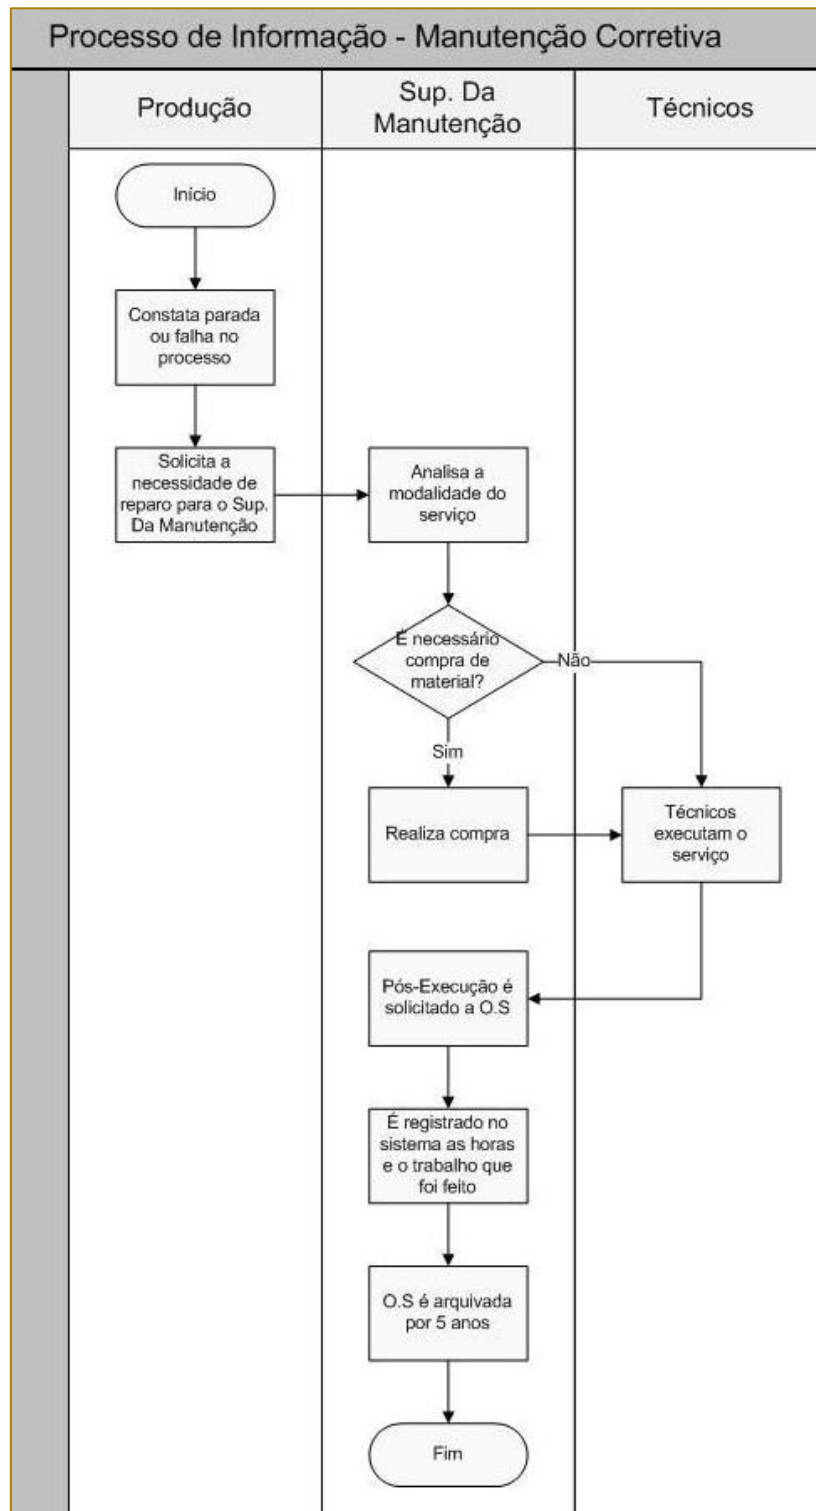 Processo de Informação - Manutenção Corretiva
Produção
Sup. Da
Manutenção
Técnicos
Início
Constata parada
ou falha no
processo
Solicita a
necessidade de
reparo para o Sup.
Da Manutenção
Analisa a
modalidade do
serviço
É necessário
compra de
material?
Não
Sim
Realiza compra
Técnicos
executam o
serviço
Pós-Execução é
solicitado a O.S
É registrado no
sistema as horas
e o trabalho que
foi feito
O.S é arquivada
por 5 anos
Fim